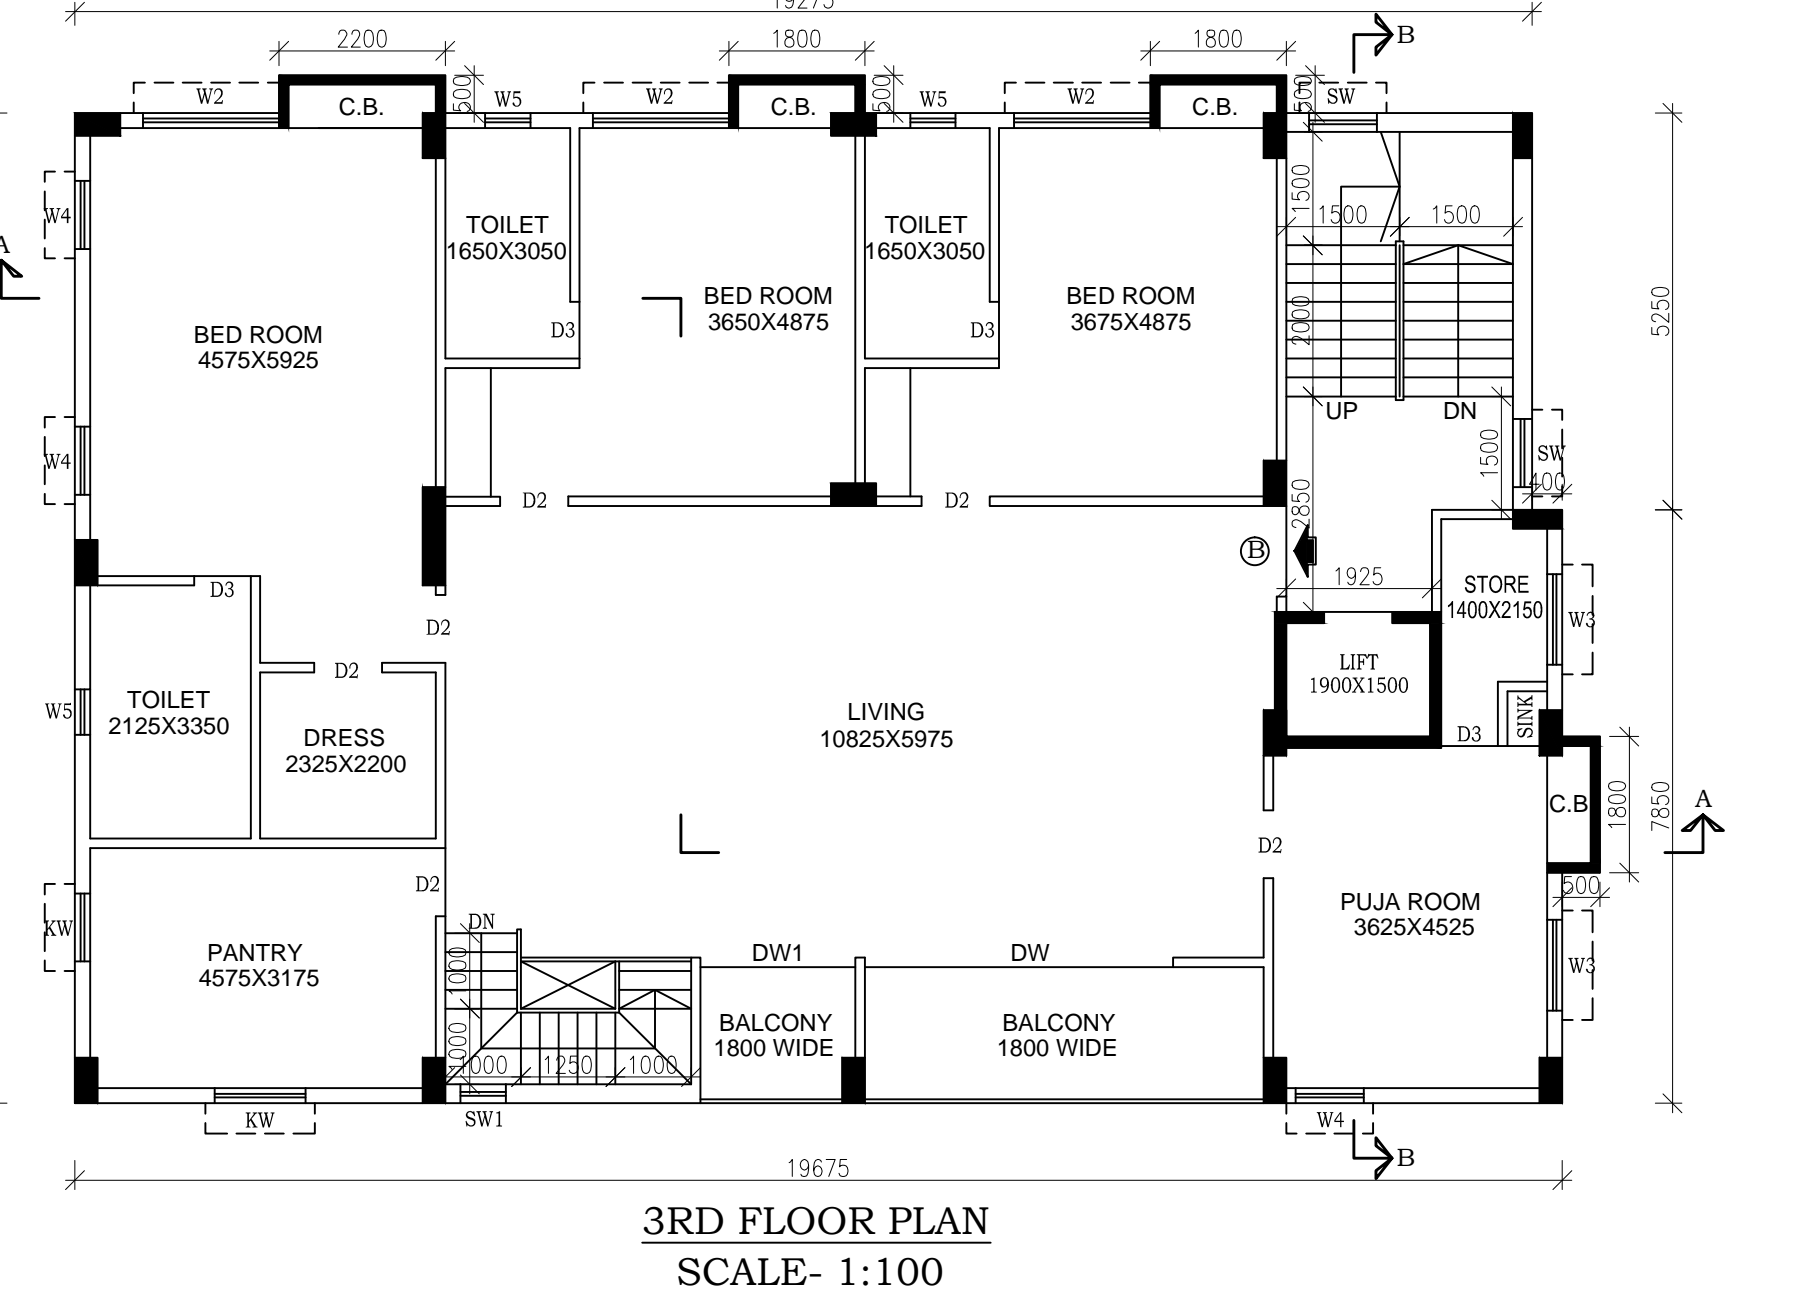 19275
B
2200
1800
1800
W2
C.B.
500
W5
W2
C.B.
500
W5
W2
C.B.
500
SW
W4
A
TOILET
1650X3050
TOILET
1650X3050
1500
1500
1500
BED ROOM
4575X5925
D3
BED ROOM
3650X4875
D3
BED ROOM
3675X4875
2000
5250
UP
DN
W4
1500
SW
400
D2
D2
2850
B
1925
STORE
1400X2150
W3
D3
D2
D2
LIFT
1900X1500
SINK
D3
W5
TOILET
2125X3350
DRESS
2325X2200
LIVING
10825X5975
C.B
1800
7850
A
D2
D2
500
PUJA ROOM
3625X4525
W3
KW
PANTRY
4575X3175
DN
1000
1000
1000
1250
1000
DW1
DW
BALCONY
1800 WIDE
BALCONY
1800 WIDE
KW
SW1
W4
B
19675
3RD FLOOR PLAN
SCALE- 1:100